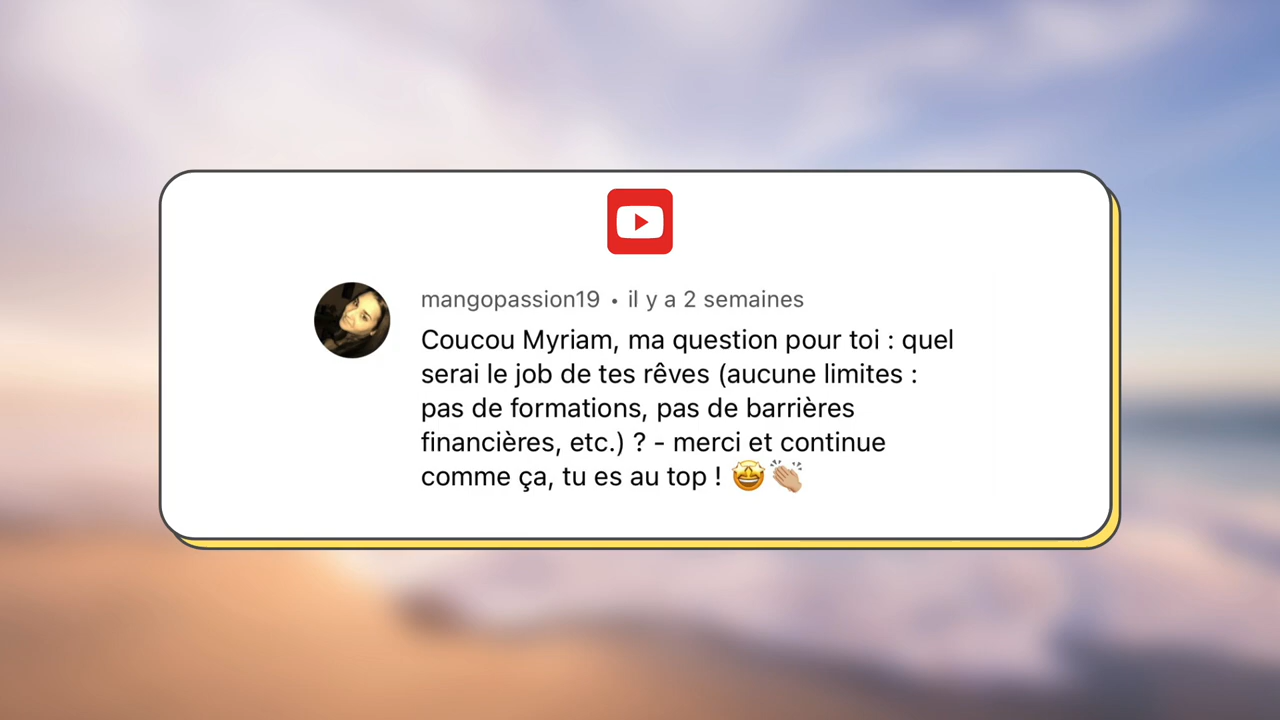 mangopassion19 • il y a 2 semaines
Coucou Myriam, ma question pour toi : quel
serai le job de tes rêves (aucune limites :
pas de formations, pas de barrières
financières, etc.) ? - merci et continue
comme ça, tu es au top ! 🤩👏🏼